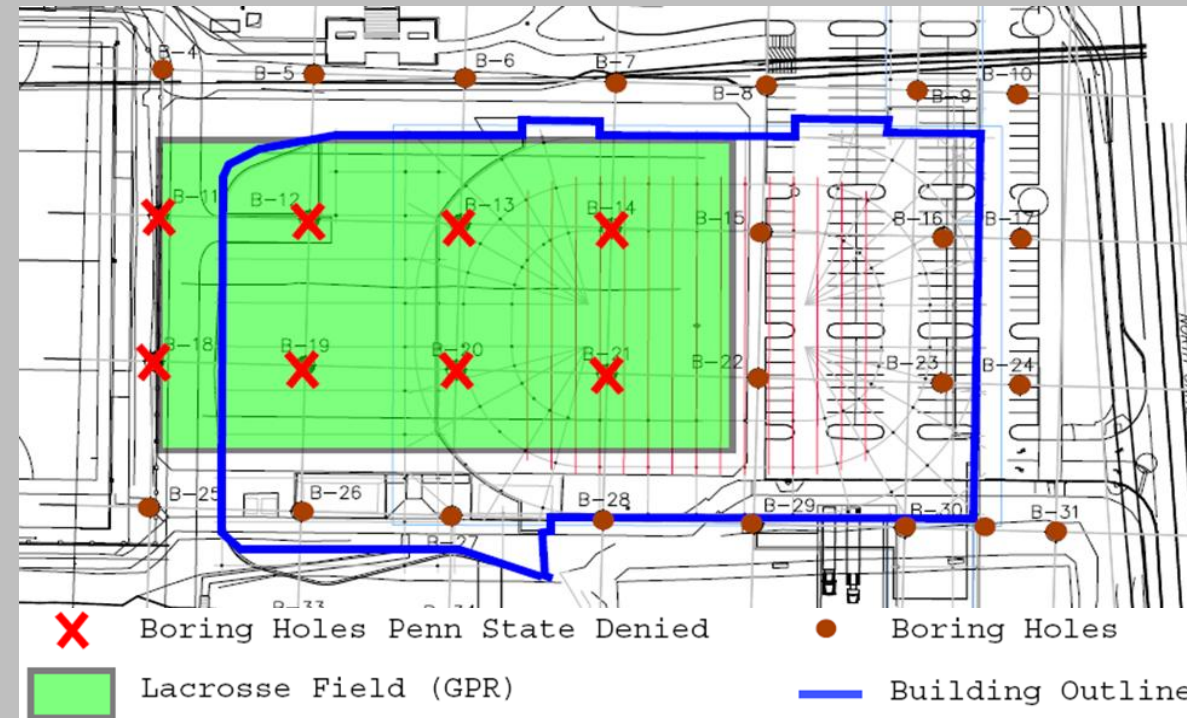 B-4
B-5
B-6
B-7
B-8
B-9
B-10
B-11
B-12
B-13
B-14
B-15
B-16
B-17
B-18
B-19
B-20
B-21
B-22
B-23
B-24
B-25
B-26
B-27
B-28
B-29
B-30
B-31
B-33
B-34
Boring Holes Penn State Denied
Boring Holes
Lacrosse Field (GPR)
Building Outline